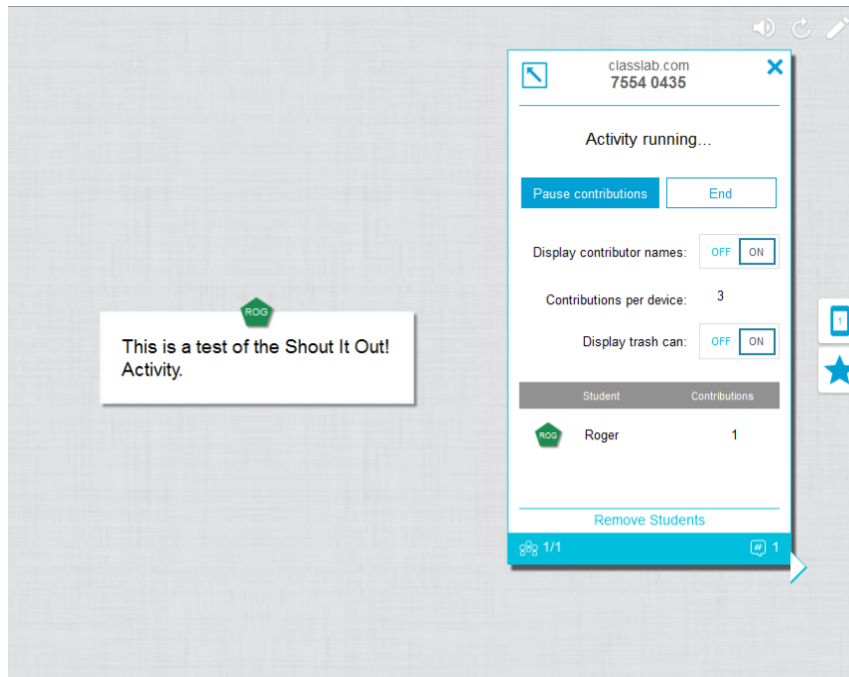 classlab.com
7554 0435
Activity running...
Pause contributions
End
Display contributor names:
OFF
ON
Contributions per device:
3
ROG
This is a test of the Shout It Out!
Activity.
Display trash can:
OFF
ON
1
Student
Contributions
ROG
Roger
1
Remove Students
1/1
#
1